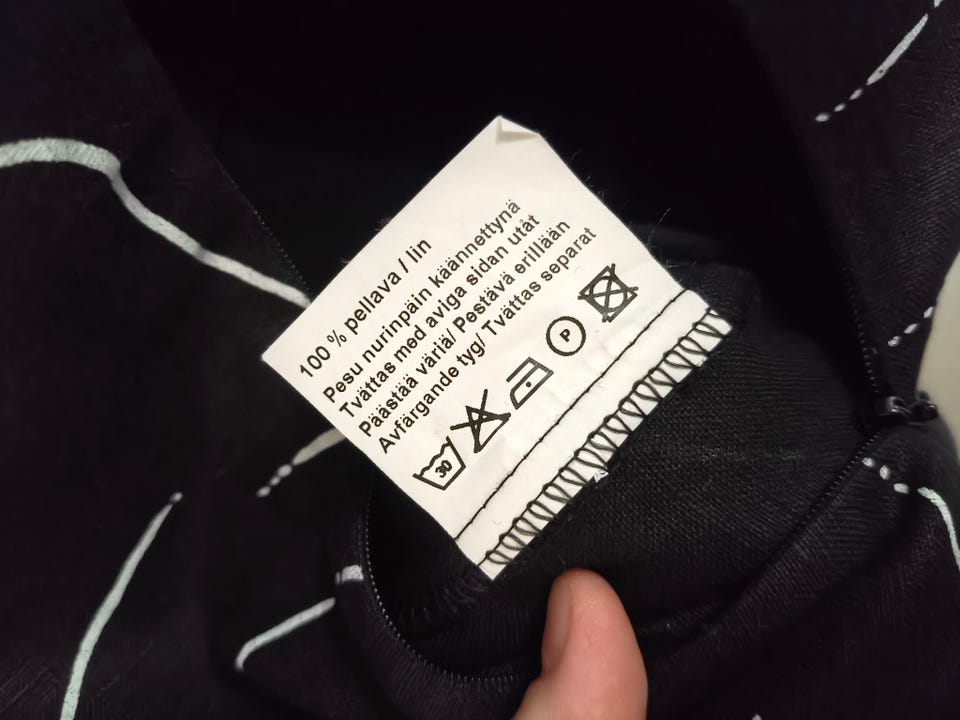 100 % pellava / lin
Pesu nurinpäin käännettynä
Tvättas med aviga sidan utåt
Päästää väriä/ Pestävä erillään
Avfärgande tyg/ Tvättas separat
30
P